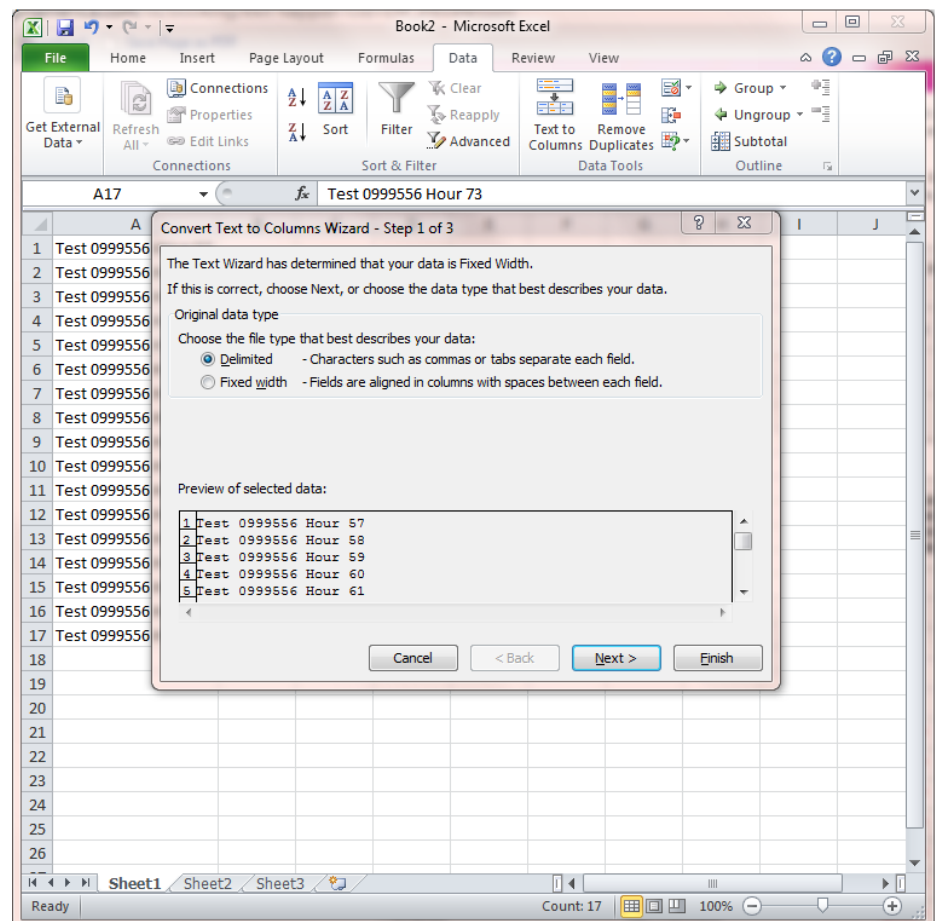 Book2 - Microsoft Excel
File Home Insert Page Layout Formulas Data Review View
Get External Data
Refresh All
Connections
Properties
Edit Links
Connections
Sort
Filter
Clear
Reapply
Advanced
Sort & Filter
Text to Columns
Remove Duplicates
Data Tools
Group
Ungroup
Subtotal
Outline
A17 fx Test 0999556 Hour 73
A I J
Convert Text to Columns Wizard - Step 1 of 3
The Text Wizard has determined that your data is Fixed Width.
If this is correct, choose Next, or choose the data type that best describes your data.
Original data type
Choose the file type that best describes your data:
Delimited - Characters such as commas or tabs separate each field.
Fixed width - Fields are aligned in columns with spaces between each field.
Preview of selected data:
1 Test 0999556 Hour 57
2 Test 0999556 Hour 58
3 Test 0999556 Hour 59
4 Test 0999556 Hour 60
5 Test 0999556 Hour 61
Cancel < Back Next > Finish
1 Test 0999556
2 Test 0999556
3 Test 0999556
4 Test 0999556
5 Test 0999556
6 Test 0999556
7 Test 0999556
8 Test 0999556
9 Test 0999556
10 Test 0999556
11 Test 0999556
12 Test 0999556
13 Test 0999556
14 Test 0999556
15 Test 0999556
16 Test 0999556
17 Test 0999556
18
19
20
21
22
23
24
25
26
Sheet1 Sheet2 Sheet3
Ready Count: 17 100%